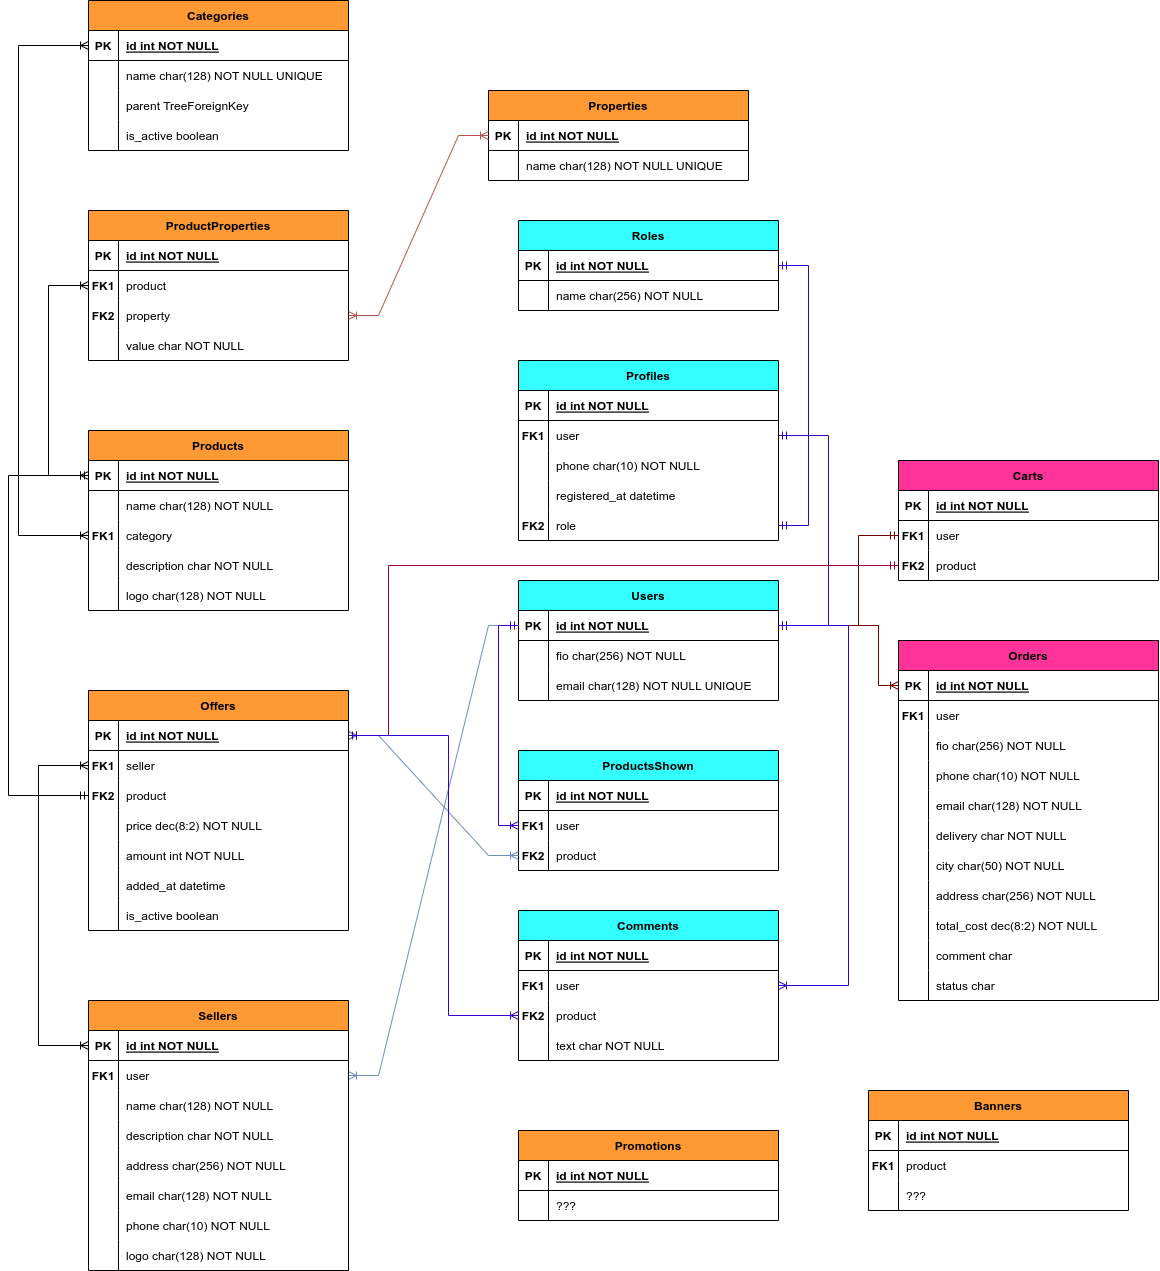 Categories
PK id int NOT NULL
name char(128) NOT NULL UNIQUE
parent TreeForeignKey
is_active boolean
Properties
PK id int NOT NULL
name char(128) NOT NULL UNIQUE
ProductProperties
PK id int NOT NULL
FK1 product
FK2 property
value char NOT NULL
Roles
PK id int NOT NULL
name char(256) NOT NULL
Profiles
PK id int NOT NULL
FK1 user
phone char(10) NOT NULL
registered_at datetime
FK2 role
Products
PK id int NOT NULL
name char(128) NOT NULL
FK1 category
description char NOT NULL
logo char(128) NOT NULL
Carts
PK id int NOT NULL
FK1 user
FK2 product
Users
PK id int NOT NULL
fio char(256) NOT NULL
email char(128) NOT NULL UNIQUE
Orders
PK id int NOT NULL
FK1 user
fio char(256) NOT NULL
phone char(10) NOT NULL
email char(128) NOT NULL
delivery char NOT NULL
city char(50) NOT NULL
address char(256) NOT NULL
total_cost dec(8:2) NOT NULL
comment char
status char
Offers
PK id int NOT NULL
FK1 seller
FK2 product
price dec(8:2) NOT NULL
amount int NOT NULL
added_at datetime
is_active boolean
ProductsShown
PK id int NOT NULL
FK1 user
FK2 product
Comments
PK id int NOT NULL
FK1 user
FK2 product
text char NOT NULL
Sellers
PK id int NOT NULL
FK1 user
name char(128) NOT NULL
description char NOT NULL
address char(256) NOT NULL
email char(128) NOT NULL
phone char(10) NOT NULL
logo char(128) NOT NULL
Promotions
PK id int NOT NULL
???
Banners
PK id int NOT NULL
FK1 product
???